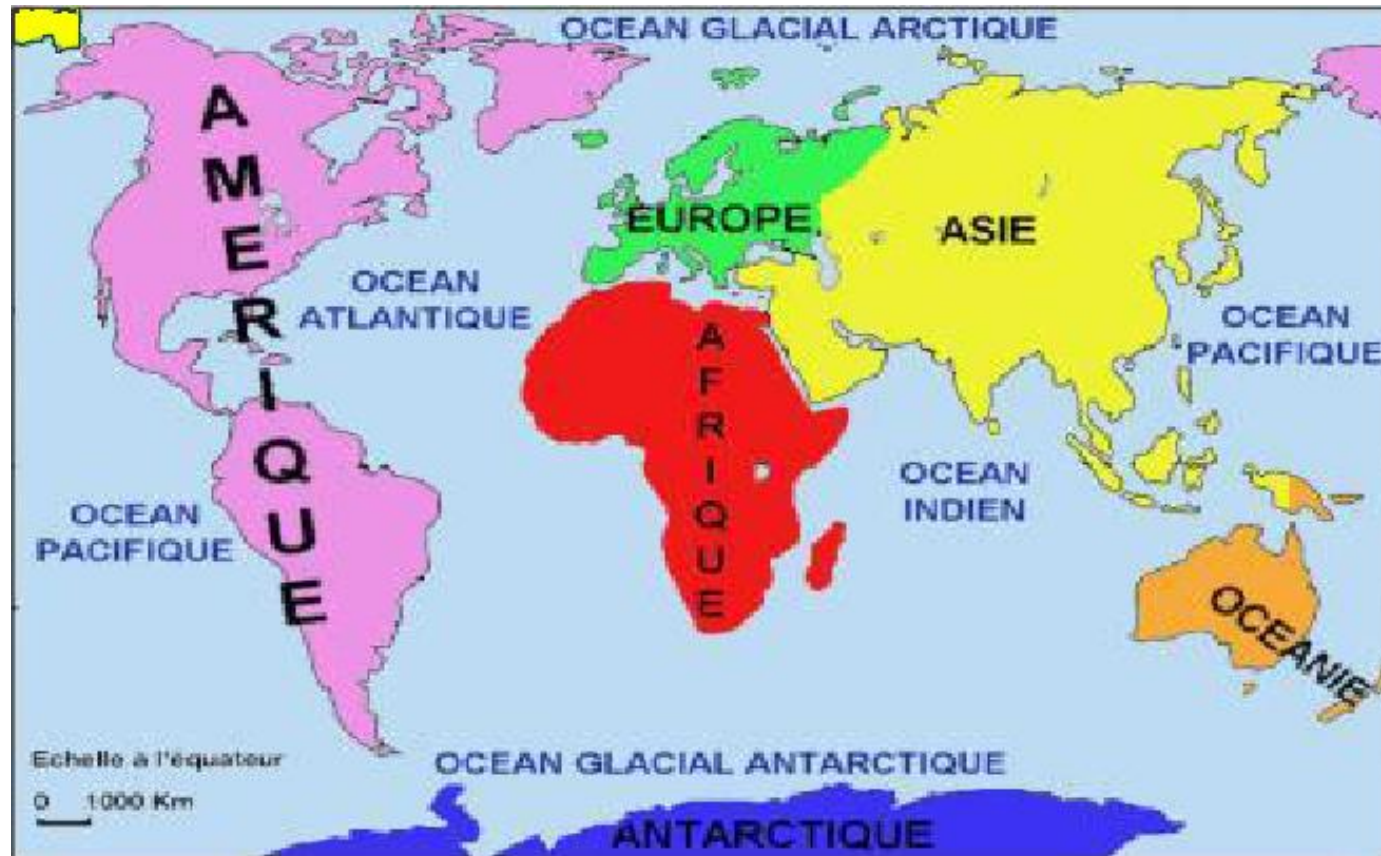 OCEAN GLACIAL ARCTIQUE
AMERIQUE
EUROPE
ASIE
OCEAN
ATLANTIQUE
AFRIQUE
OCEAN
PACIFIQUE
OCEAN
INDIEN
OCEAN
PACIFIQUE
OCEANIE
Echelle à l'équateur
0 1000 Km
OCEAN GLACIAL ANTARCTIQUE
ANTARCTIQUE